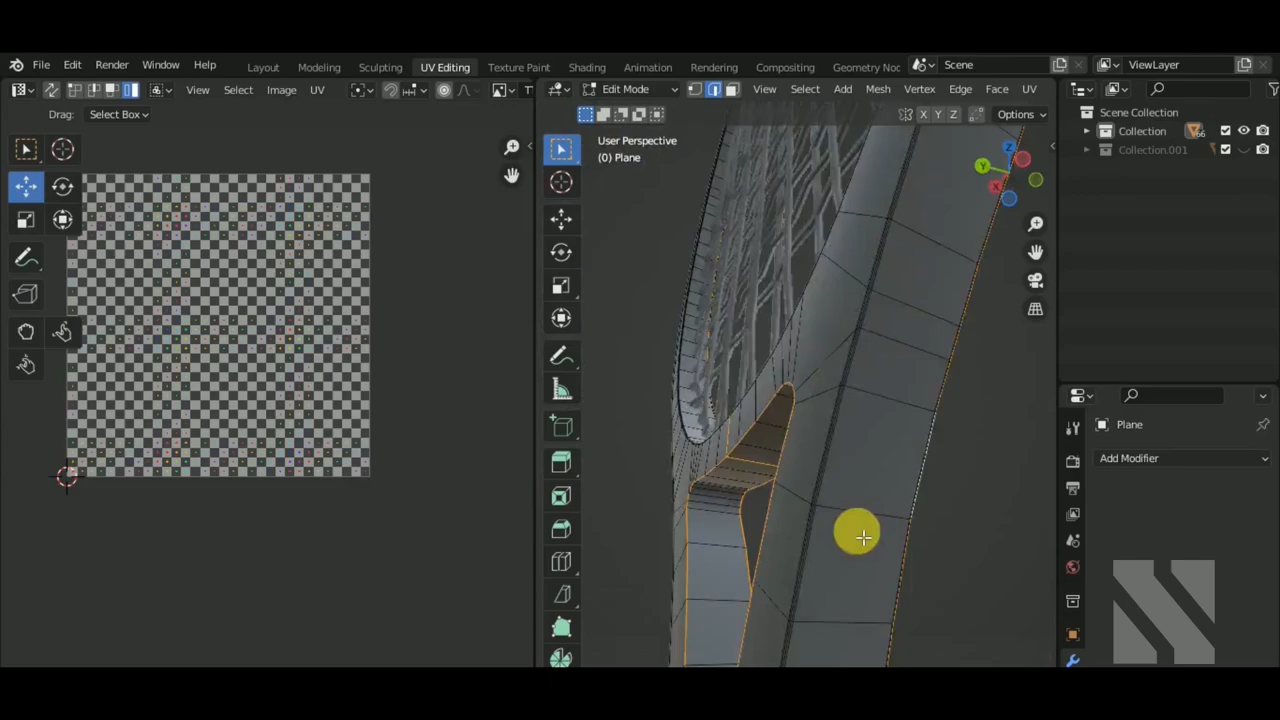 File Edit Render Window Help
Layout Modeling Sculpting UV Editing Texture Paint Shading Animation Rendering Compositing Geometry Noc
Scene
ViewLayer
View Select Image UV
Edit Mode
View Select Add Mesh Vertex Edge Face UV
Drag: Select Box
X Y Z
Options
User Perspective
(0) Plane
Z
Y
X
Scene Collection
Collection
66
Collection.001
Plane
Add Modifier